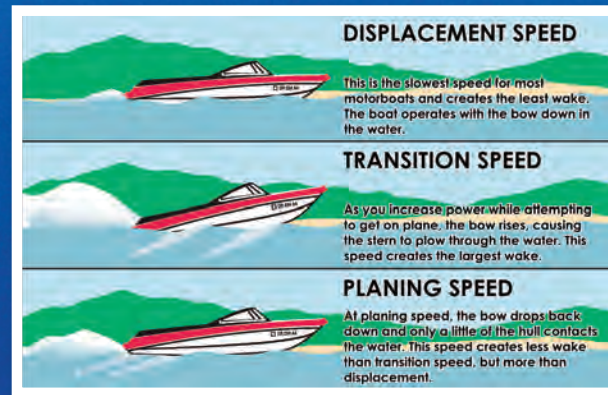 DISPLACEMENT SPEED
This is the slowest speed for most
motorboats and creates the least wake.
The boat operates with the bow down in
the water.
TRANSITION SPEED
As you increase power while attempting
to get on plane, the bow rises, causing
the stern to plow through the water. This
speed creates the largest wake.
PLANING SPEED
At planing speed, the bow drops back
down and only a little of the hull contacts
the water. This speed creates less wake
than transition speed, but more than
displacement.